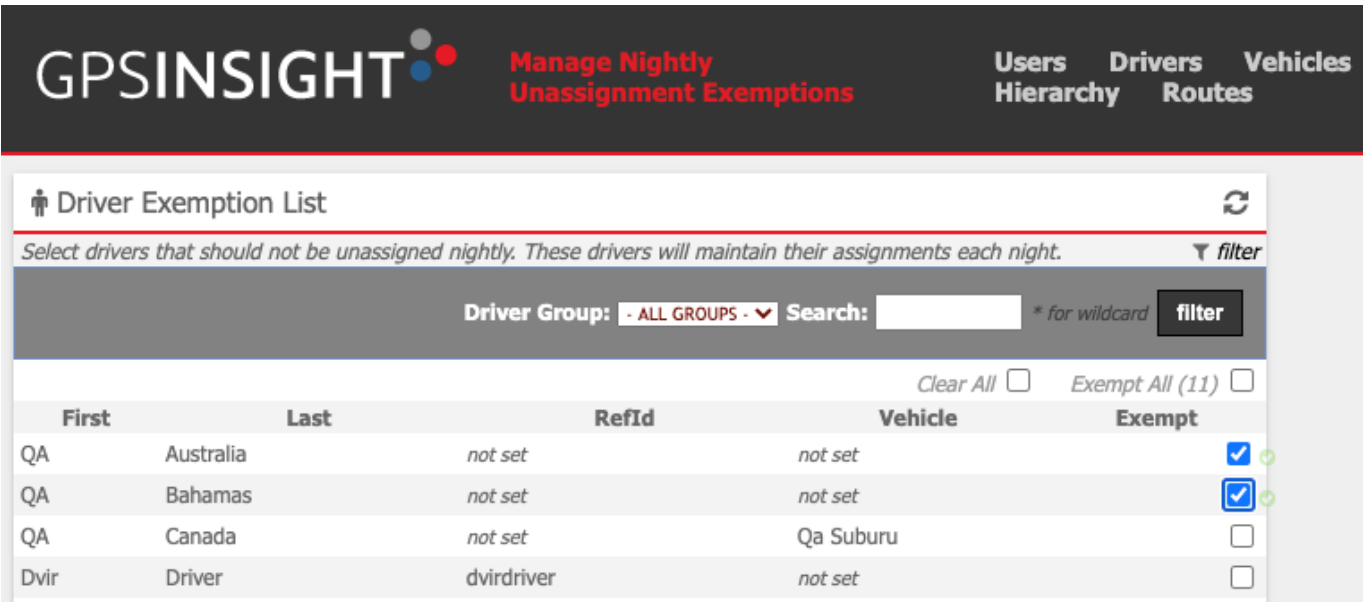 GPSINSIGHT
Manage Nightly
Unassignment Exemptions
Users Drivers Vehicles
Hierarchy Routes
Driver Exemption List
Select drivers that should not be unassigned nightly. These drivers will maintain their assignments each night. filter
Driver Group: - ALL GROUPS - Search: * for wildcard filter
Clear All Exempt All (11)
First Last RefId Vehicle Exempt
QA Australia not set not set
QA Bahamas not set not set
QA Canada not set Qa Suburu
Dvir Driver dvirdriver not set